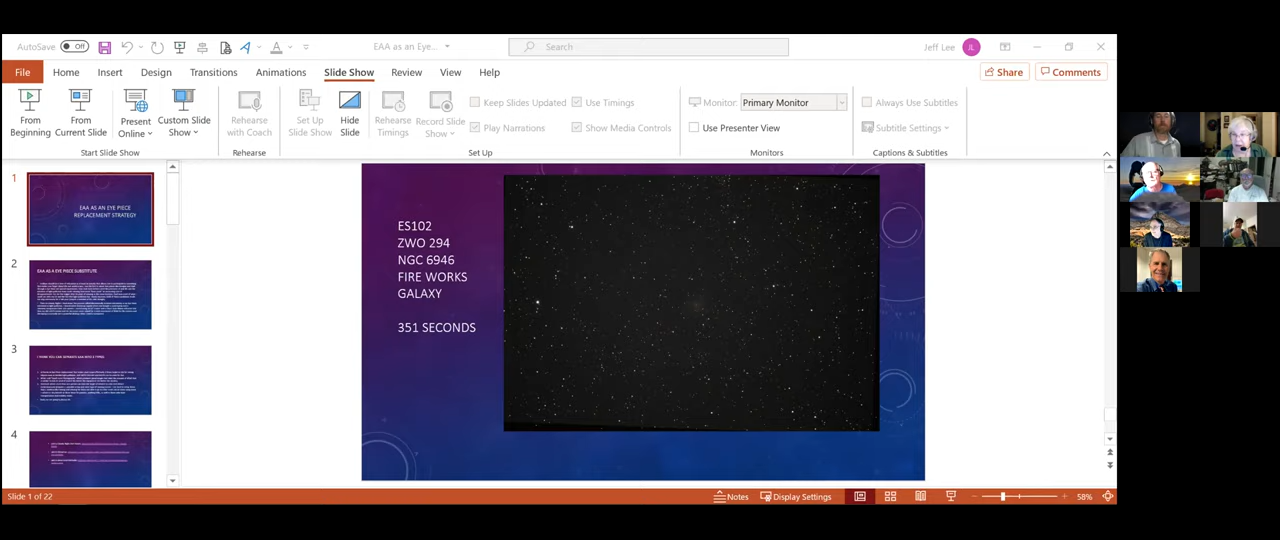 AutoSave Off
EAA as an Eye...
Search
Jeff Lee JL
File Home Insert Design Transitions Animations Slide Show Review View Help
Share Comments
From Beginning
From Current Slide
Present Online
Custom Slide Show
Start Slide Show
Rehearse with Coach
Rehearse
Set Up Slide Show
Hide Slide
Rehearse Timings
Record Slide Show
Keep Slides Updated
Play Narrations
Use Timings
Show Media Controls
Set Up
Monitor: Primary Monitor
Use Presenter View
Monitors
Always Use Subtitles
Subtitle Settings
Captions & Subtitles
1
EAA AS AN EYE PIECE
REPLACEMENT STRATEGY
2
EAA AS A EYE PIECE SUBSTITUTE
3
4
ES102
ZWO 294
NGC 6946
FIRE WORKS
GALAXY
351 SECONDS
Slide 1 of 22
Notes
Display Settings
58%